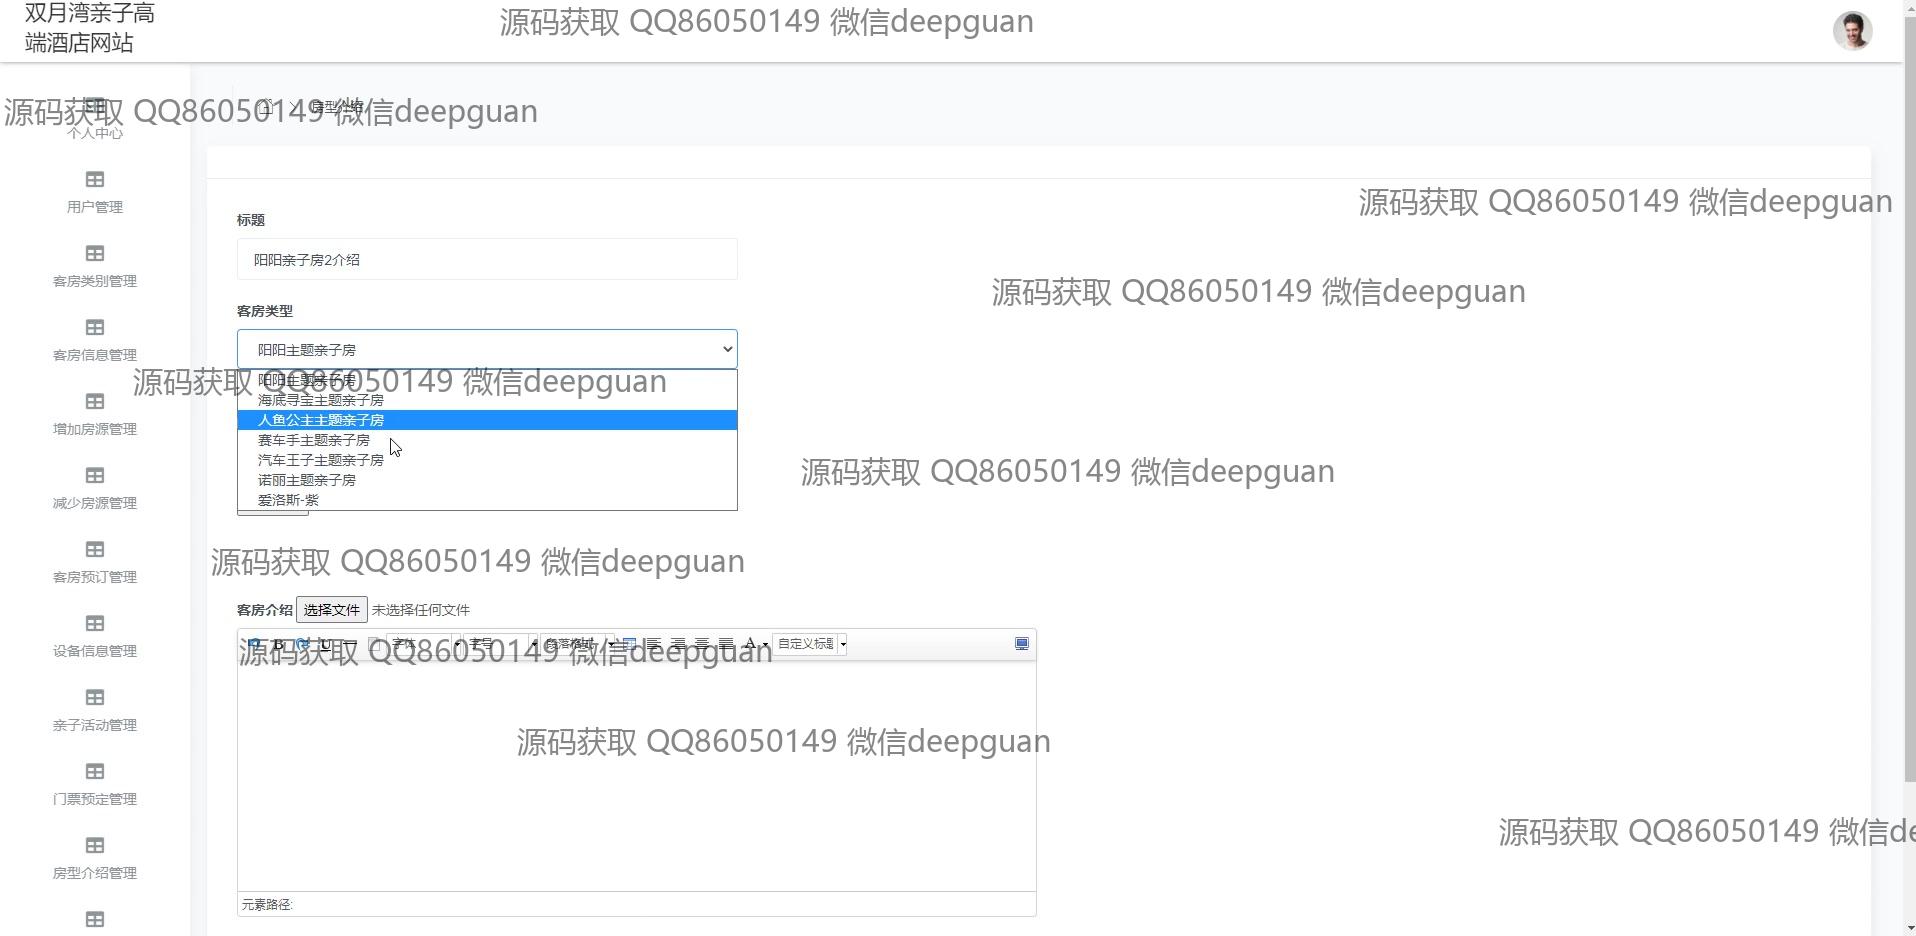 双月湾亲子高
端酒店网站
源码获取 QQ86050149 微信deepguan
源码获取 QQ86050149 微信deepguan
房型介绍
个人中心
用户管理
客房类别管理
客房信息管理
增加房源管理
减少房源管理
客房预订管理
设备信息管理
亲子活动管理
门票预定管理
房型介绍管理
源码获取 QQ86050149 微信deepguan
标题
阳阳亲子房2介绍
源码获取 QQ86050149 微信deepguan
客房类型
阳阳主题亲子房
阳阳主题亲子房
源码获取 QQ86050149 微信deepguan
海底寻宝主题亲子房
人鱼公主主题亲子房
赛车手主题亲子房
汽车王子主题亲子房
诺丽主题亲子房
爱洛斯-紫
源码获取 QQ86050149 微信deepguan
源码获取 QQ86050149 微信deepguan
客房介绍 选择文件 未选择任何文件
B U 字体 字号 段落格式 A 自定义标题
源码获取 QQ86050149 微信deepguan
源码获取 QQ86050149 微信deepguan
源码获取 QQ86050149 微信de
元素路径: